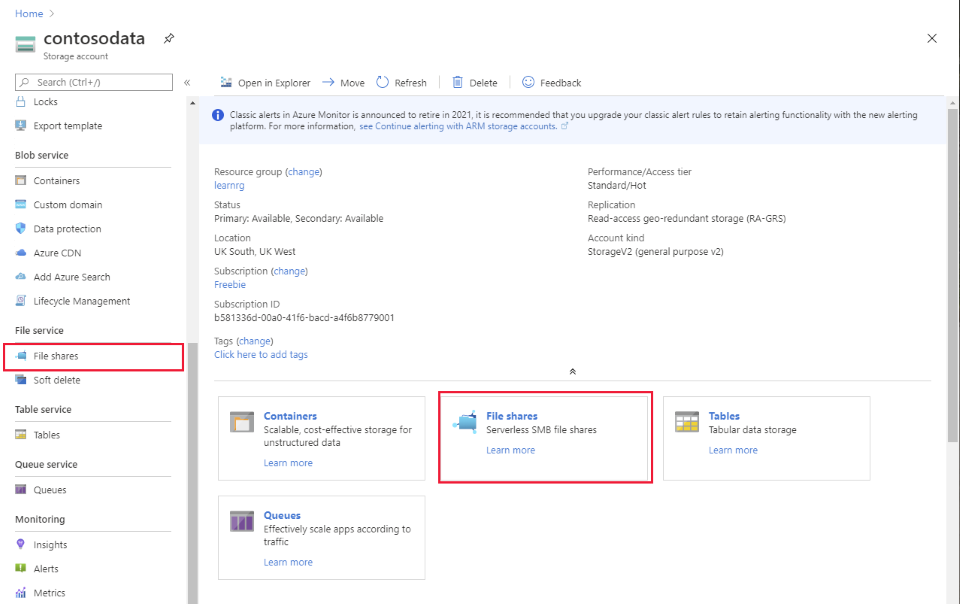 Home >
contosodata
Storage account
Search (Ctrl+/)
«
Locks
Export template
Blob service
Containers
Custom domain
Data protection
Azure CDN
Add Azure Search
Lifecycle Management
File service
File shares
Soft delete
Table service
Tables
Queue service
Queues
Monitoring
Insights
Alerts
Metrics
Open in Explorer Move Refresh Delete Feedback
Classic alerts in Azure Monitor is announced to retire in 2021, it is recommended that you upgrade your classic alert rules to retain alerting functionality with the new alerting
platform. For more information, see Continue alerting with ARM storage accounts.
Resource group (change)
learnrg
Status
Primary: Available, Secondary: Available
Location
UK South, UK West
Subscription (change)
Freebie
Subscription ID
b581336d-00a0-41f6-bacd-a4f6b8779001
Tags (change)
Click here to add tags
Performance/Access tier
Standard/Hot
Replication
Read-access geo-redundant storage (RA-GRS)
Account kind
StorageV2 (general purpose v2)
Containers
Scalable, cost-effective storage for
unstructured data
Learn more
File shares
Serverless SMB file shares
Learn more
Tables
Tabular data storage
Learn more
Queues
Effectively scale apps according to
traffic
Learn more